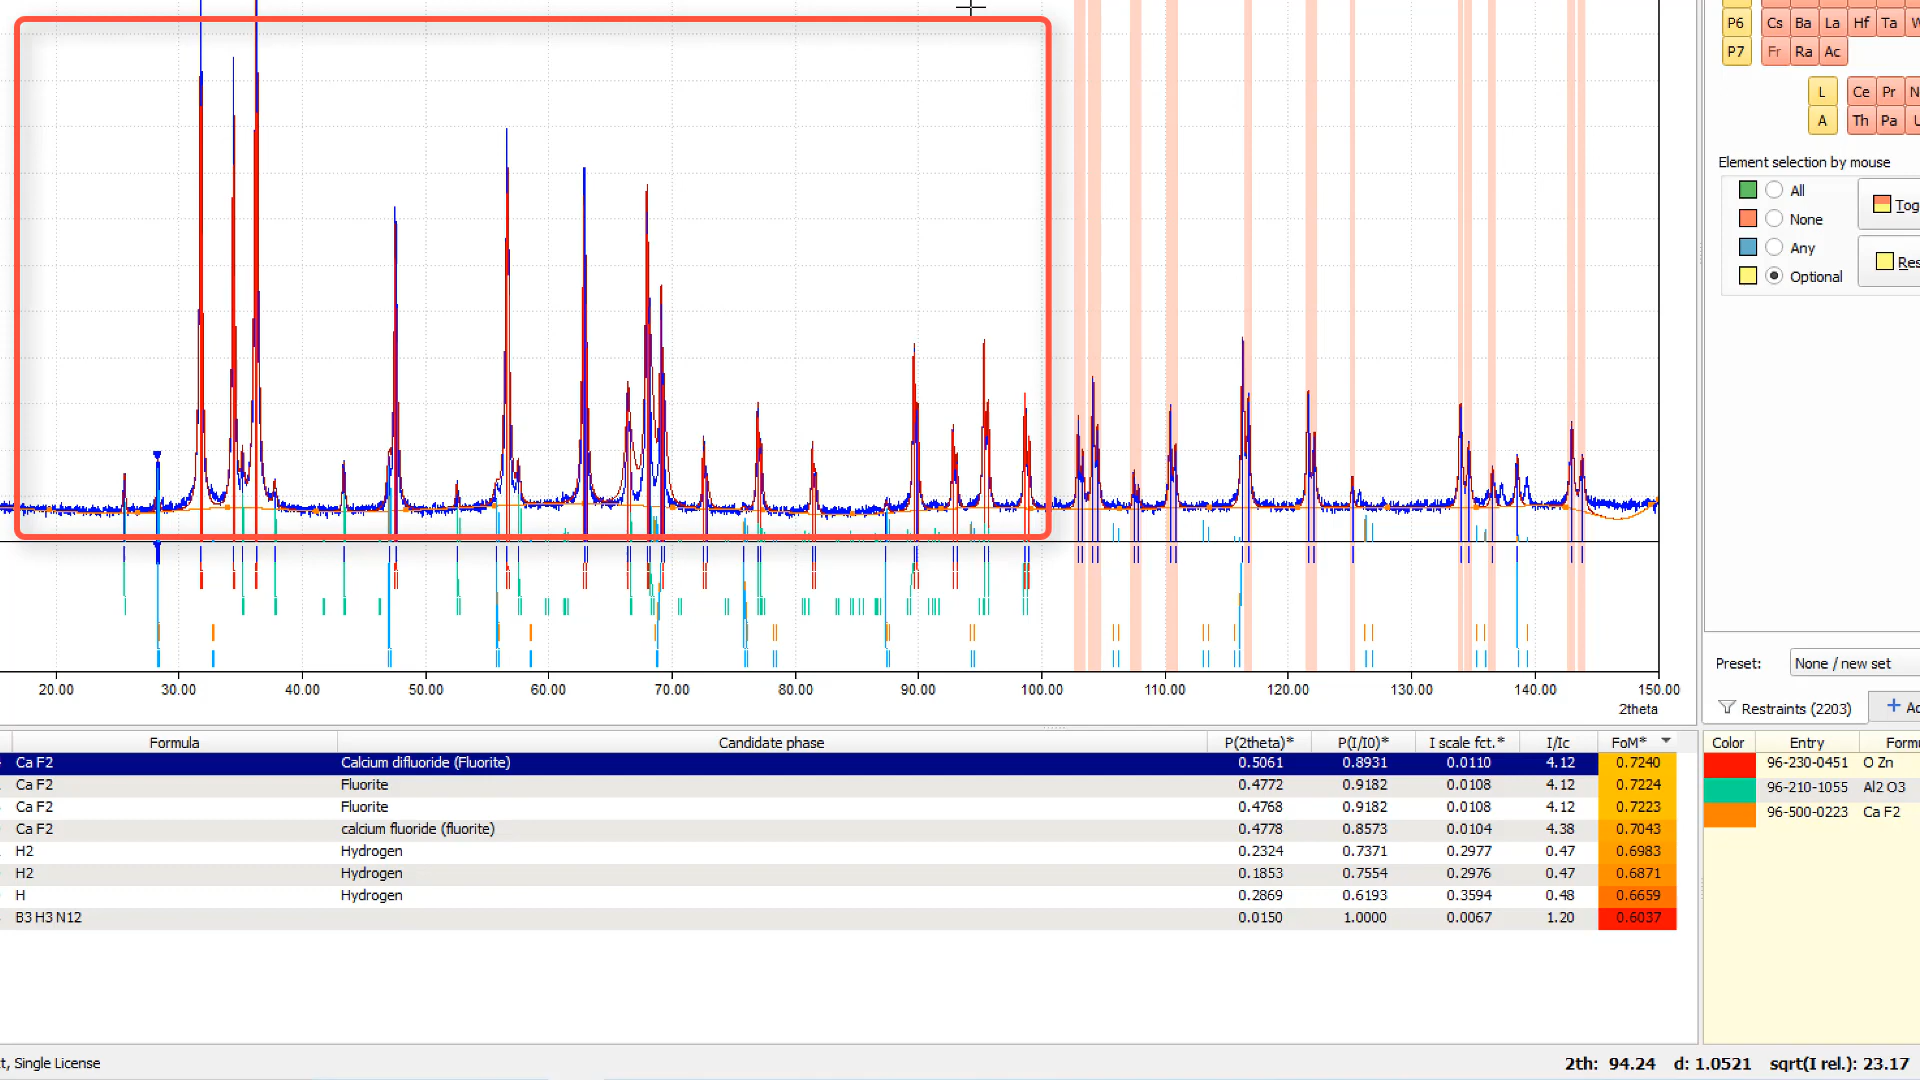 P6 Cs Ba La Hf Ta
P7 Fr Ra Ac
L Ce Pr
A Th Pa
Element selection by mouse
All
None
Any
Optional
Tog
Res
20.00 30.00 40.00 50.00 60.00 70.00 80.00 90.00 100.00 110.00 120.00 130.00 140.00 150.00
2theta
Preset: None / new set
Restraints (2203)
Formula Candidate phase P(2theta)* P(I/I0)* I scale fct.* I/Ic FoM*
Ca F2 Calcium difluoride (Fluorite) 0.5061 0.8931 0.0110 4.12 0.7240
Ca F2 Fluorite 0.4772 0.9182 0.0108 4.12 0.7224
Ca F2 Fluorite 0.4768 0.9182 0.0108 4.12 0.7223
Ca F2 calcium fluoride (fluorite) 0.4778 0.8573 0.0104 4.38 0.7043
H2 Hydrogen 0.2324 0.7371 0.2977 0.47 0.6983
H2 Hydrogen 0.1853 0.7554 0.2976 0.47 0.6871
H Hydrogen 0.2869 0.6193 0.3594 0.48 0.6659
B3 H3 N12 0.0150 1.0000 0.0067 1.20 0.6037
Color Entry Formu
96-230-0451 O Zn
96-210-1055 Al2 O3
96-500-0223 Ca F2
t, Single License
2th: 94.24 d: 1.0521 sqrt(I rel.): 23.17